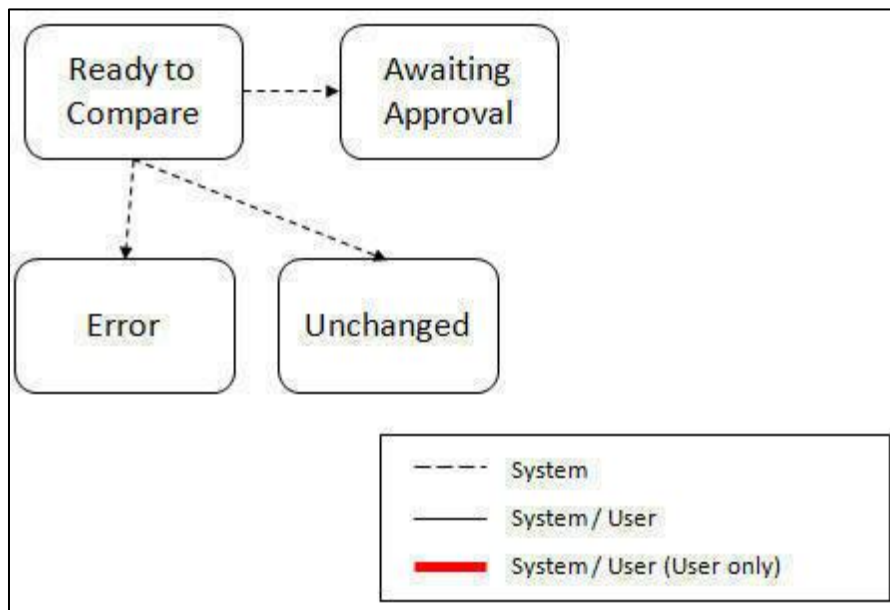 Ready to
Compare
Awaiting
Approval
Error
Unchanged
System
System / User
System / User (User only)